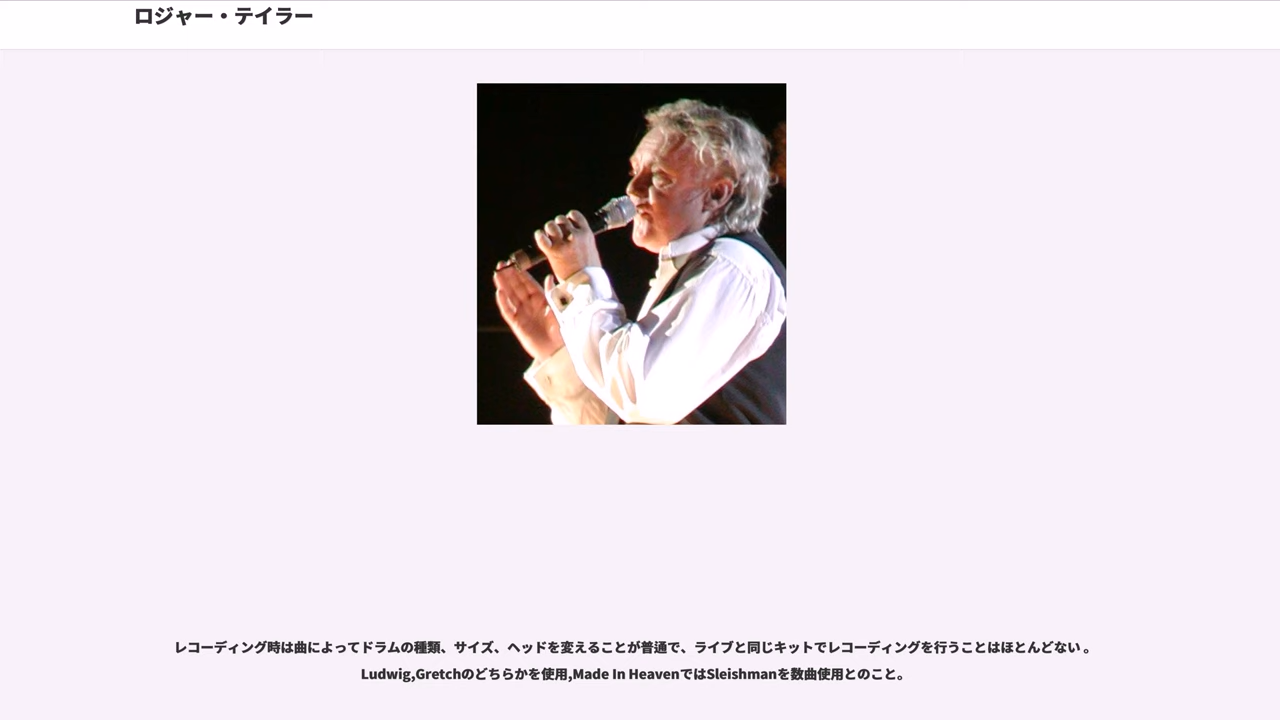 ロジャー・テイラー
レコーディング時は曲によってドラムの種類、サイズ、ヘッドを変えることが普通で、ライブと同じキットでレコーディングを行うことはほとんどない 。
Ludwig,Gretchのどちらかを使用,Made In HeavenではSleishmanを数曲使用とのこと。